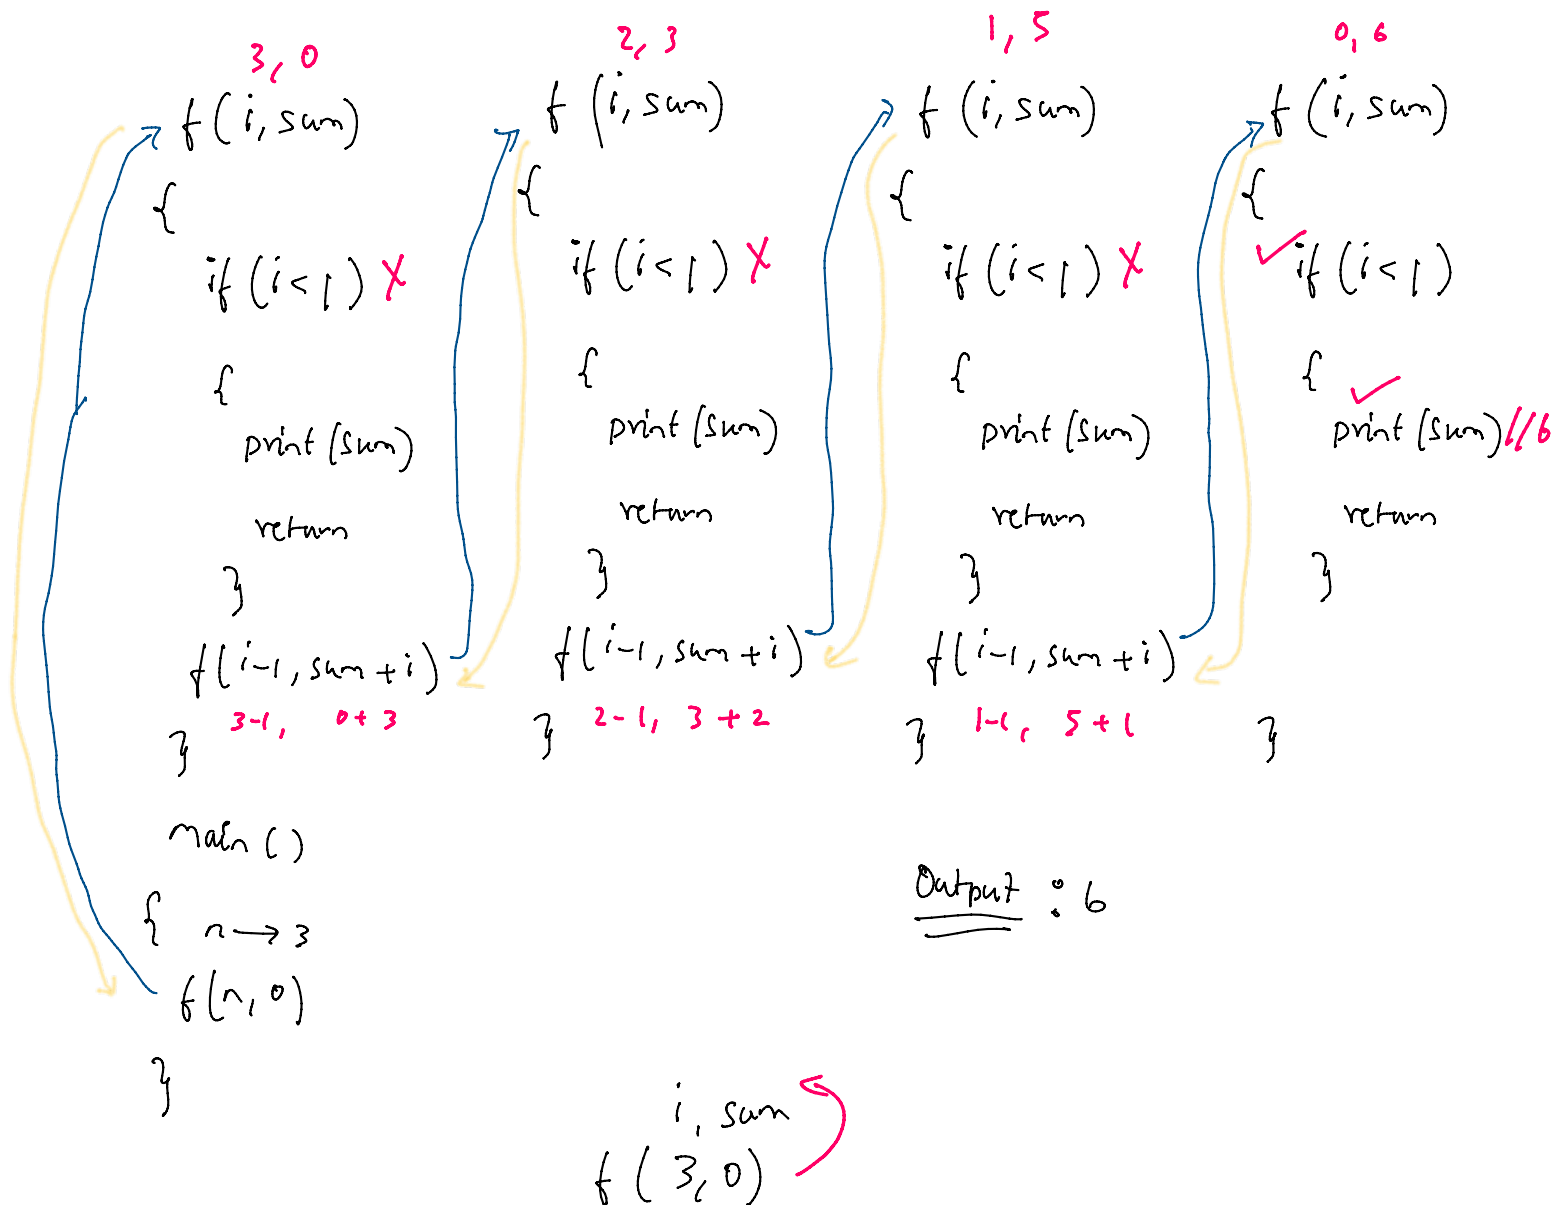 3, 0
f (i, sum)
{
if (i < 1) X
{
print (sum)
return
}
f(i-1, sum + i)
3-1, 0+3
}
main ()
{ n → 3
f(n, 0)
}
2, 3
f (i, sum)
{
if (i < 1) X
{
print (sum)
return
}
f(i-1, sum + i)
} 2-1, 3+2
1, 5
f (i, sum)
{
if (i < 1) X
{
print (sum)
return
}
f(i-1, sum + i)
} 1-1, 5+1
0, 6
f (i, sum)
{
✓ if (i < 1)
{ ✓
print (sum) //6
return
}
}
Output : 6
i, sum
f ( 3, 0)